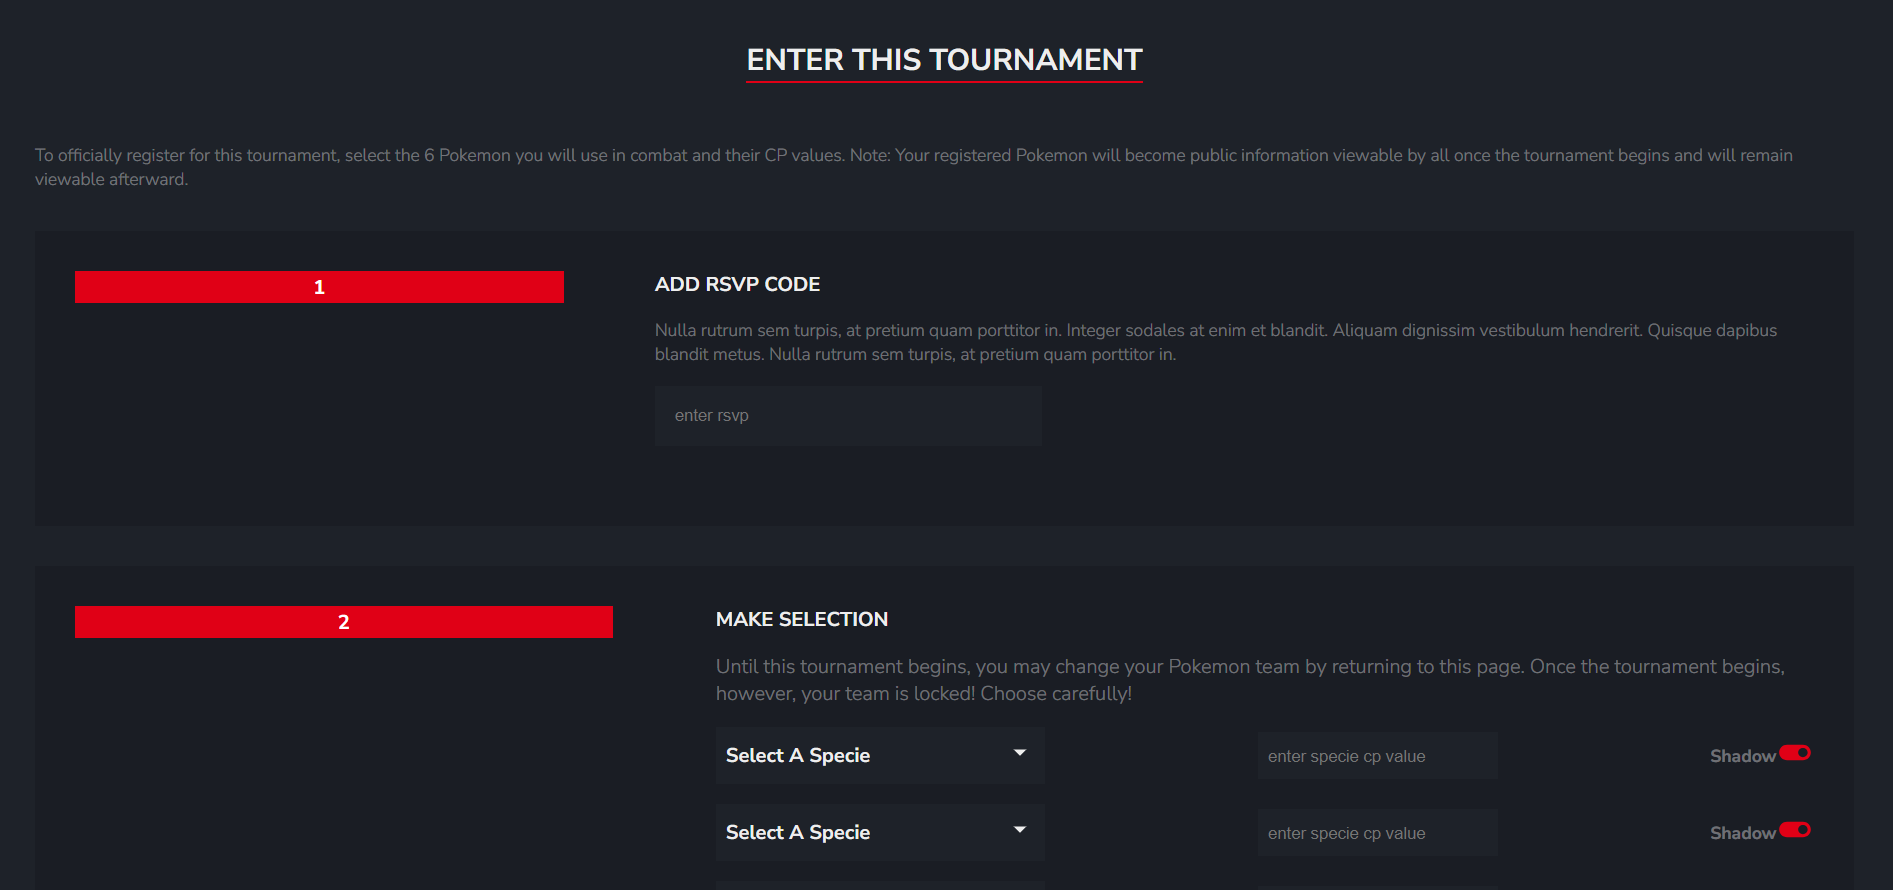 ENTER THIS TOURNAMENT
To officially register for this tournament, select the 6 Pokemon you will use in combat and their CP values. Note: Your registered Pokemon will become public information viewable by all once the tournament begins and will remain
viewable afterward.
1
ADD RSVP CODE
Nulla rutrum sem turpis, at pretium quam porttitor in. Integer sodales at enim et blandit. Aliquam dignissim vestibulum hendrerit. Quisque dapibus
blandit metus. Nulla rutrum sem turpis, at pretium quam porttitor in.
enter rsvp
2
MAKE SELECTION
Until this tournament begins, you may change your Pokemon team by returning to this page. Once the tournament begins,
however, your team is locked! Choose carefully!
Select A Specie enter specie cp value Shadow
Select A Specie enter specie cp value Shadow